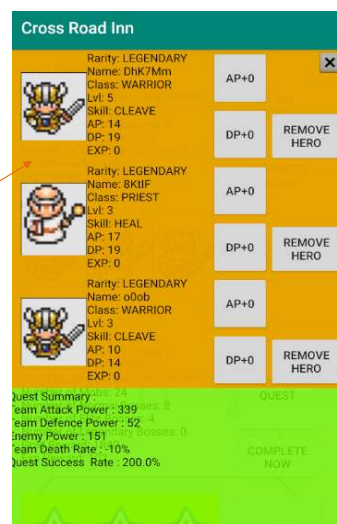 Cross Road Inn
Rarity: LEGENDARY
Name: DhK7Mm
Class: WARRIOR
Lvl: 5
Skill: CLEAVE
AP: 14
DP: 19
EXP: 0
AP+0
DP+0
REMOVE HERO
Rarity: LEGENDARY
Name: 8KtlF
Class: PRIEST
Lvl: 3
Skill: HEAL
AP: 17
DP: 19
EXP: 0
AP+0
DP+0
REMOVE HERO
Rarity: LEGENDARY
Name: o0ob
Class: WARRIOR
Lvl: 3
Skill: CLEAVE
AP: 10
DP: 14
EXP: 0
AP+0
DP+0
REMOVE HERO
Quest Summary :
Team Attack Power : 339
Team Defence Power : 52
Enemy Power : 151
Team Death Rate : -10%
Quest Success Rate : 200.0%
QUEST
COMPLETE
NOW